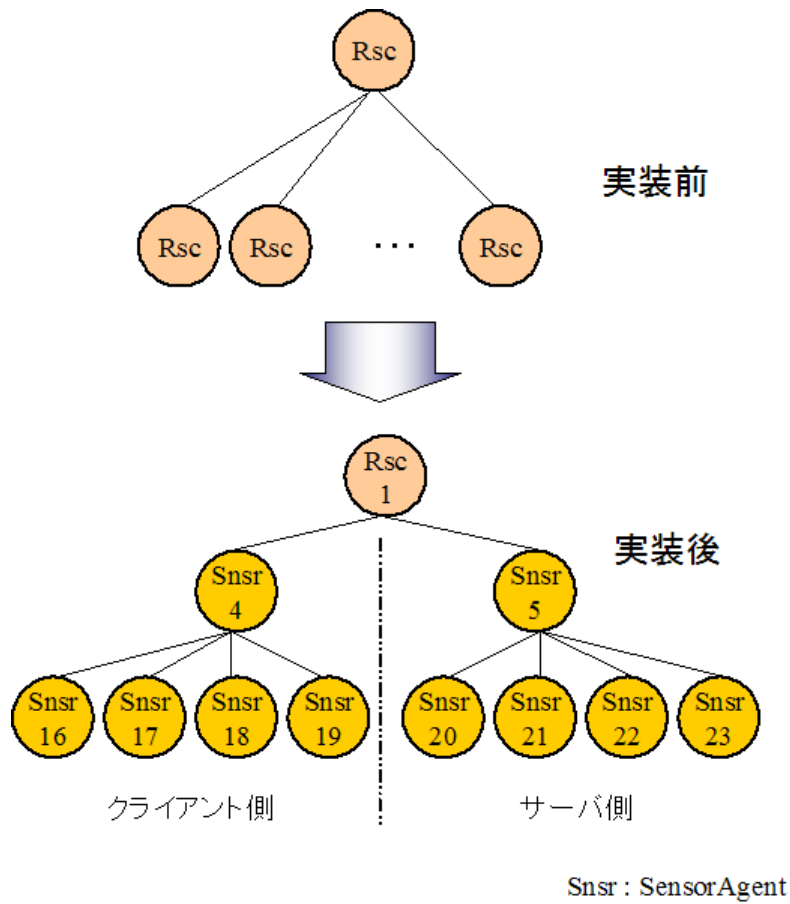 Rsc
実装前
Rsc Rsc ... Rsc
Rsc
1
実装後
Snsr
4
Snsr
5
Snsr
16
Snsr
17
Snsr
18
Snsr
19
Snsr
20
Snsr
21
Snsr
22
Snsr
23
クライアント側
サーバ側
Snsr : SensorAgent